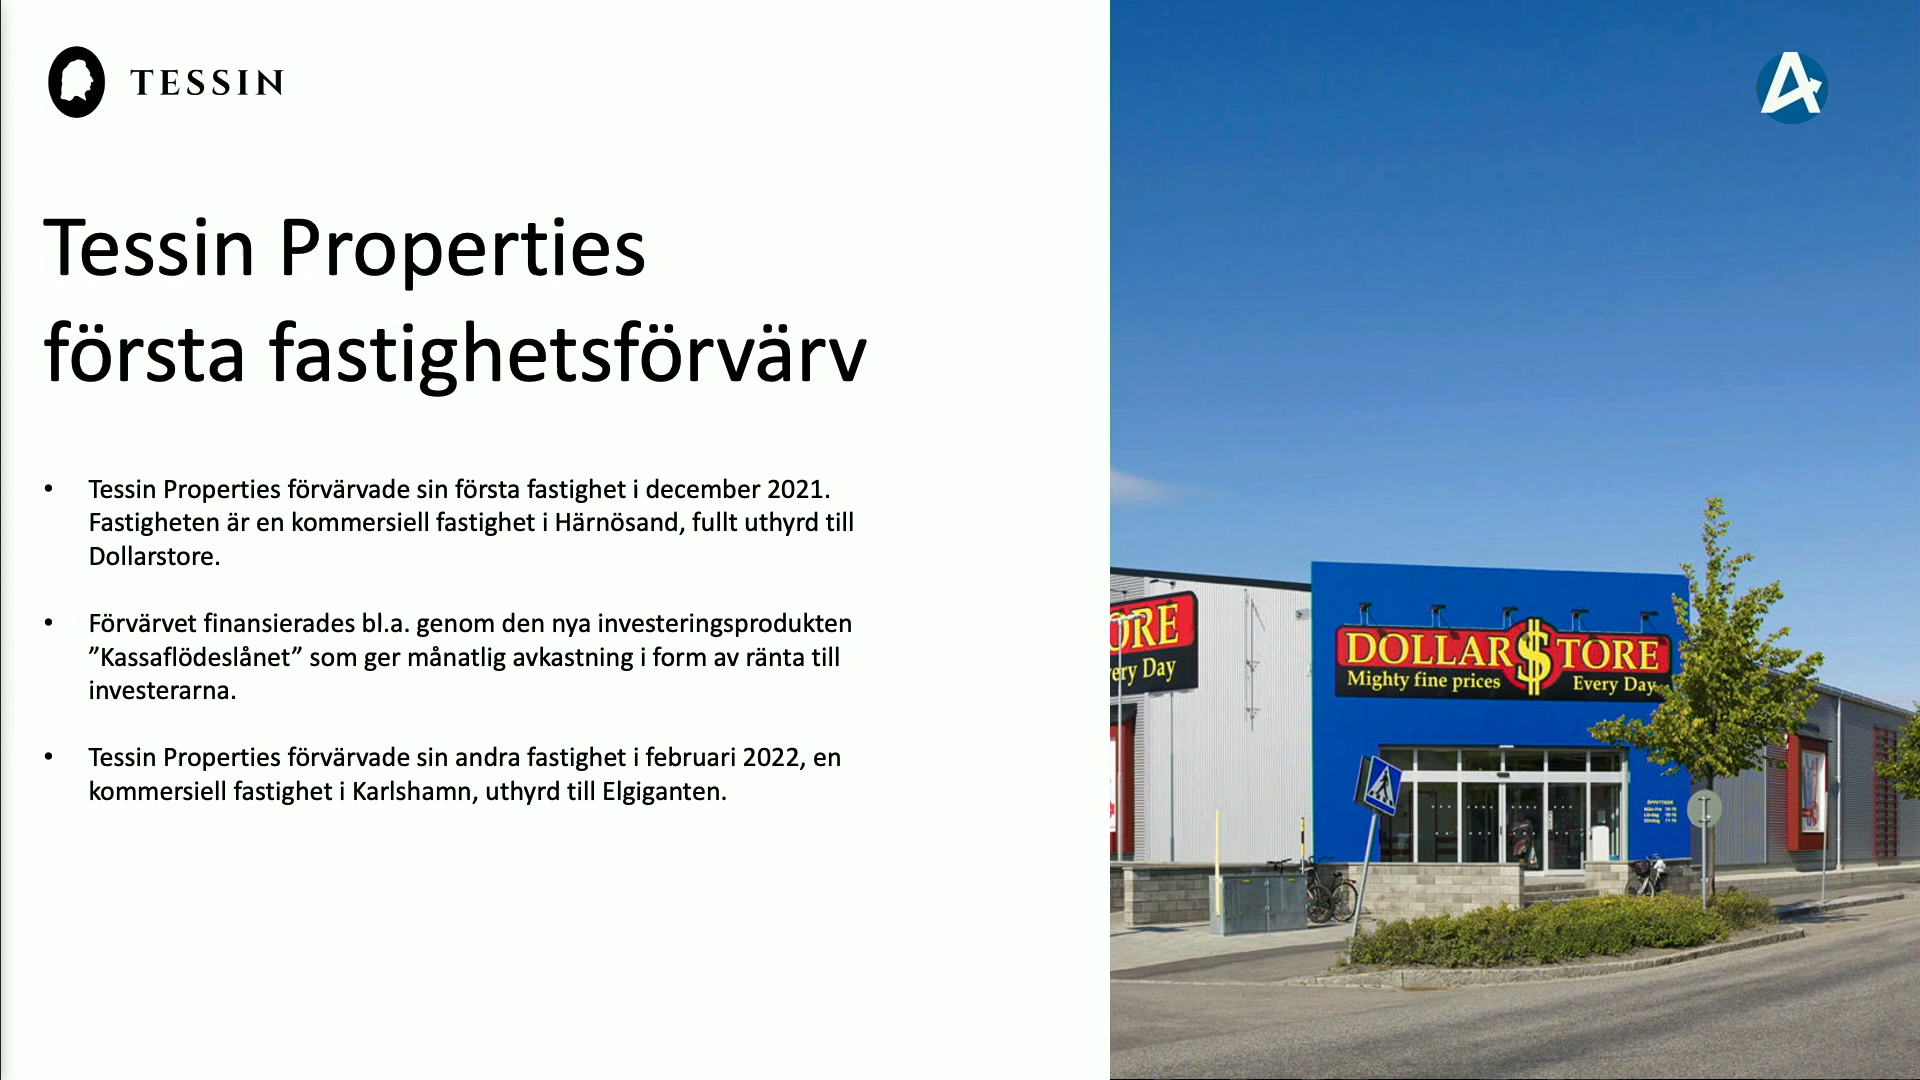 TESSIN
Tessin Properties
första fastighetsförvärv
• Tessin Properties förvärvade sin första fastighet i december 2021.
Fastigheten är en kommersiell fastighet i Härnösand, fullt uthyrd till
Dollarstore.
• Förvärvet finansierades bl.a. genom den nya investeringsprodukten
”Kassaflödeslånet” som ger månatlig avkastning i form av ränta till
investerarna.
• Tessin Properties förvärvade sin andra fastighet i februari 2022, en
kommersiell fastighet i Karlshamn, uthyrd till Elgiganten.
ORE
ery Day
DOLLAR$TORE
Mighty fine prices Every Day